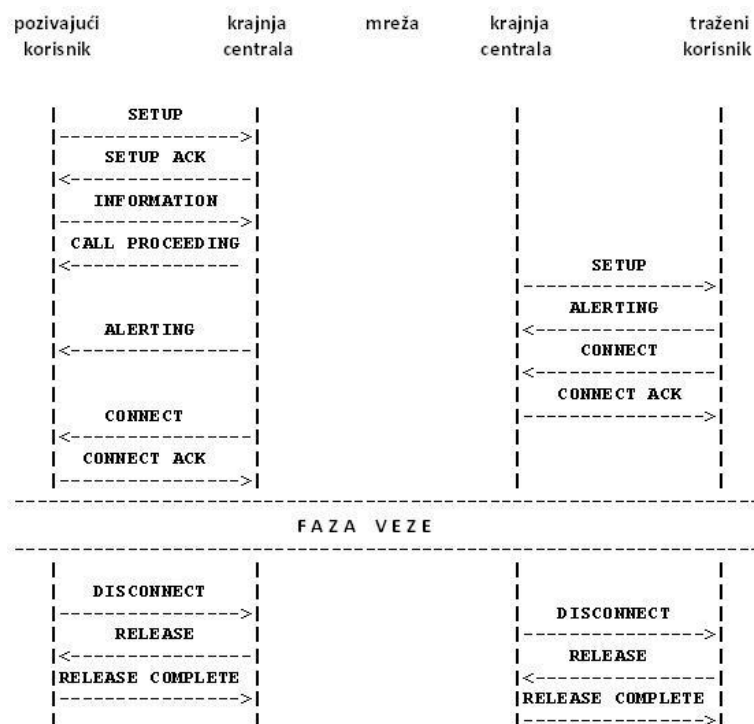 pozivajući krajnja mreža krajnja traženi
korisnik centrala centrala korisnik
SETUP
SETUP ACK
INFORMATION
CALL PROCEEDING
SETUP
ALERTING
ALERTING
CONNECT
CONNECT ACK
CONNECT
CONNECT ACK
FAZA VEZE
DISCONNECT
DISCONNECT
RELEASE
RELEASE
RELEASE COMPLETE
RELEASE COMPLETE